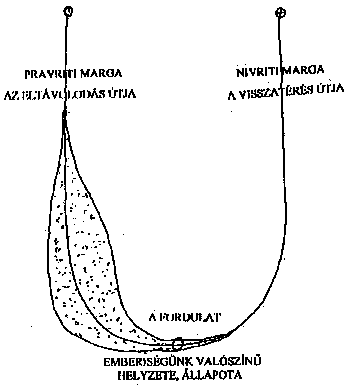 PRAVRITI MARGA
AZ ELTÁVOLODÁS ÚTJA
NIVRITI MARGA
A VISSZATÉRÉS ÚTJA
A FORDULAT
EMBERISÉGÜNK VALÓSZÍNŰ
HELYZETE, ÁLLAPOTA